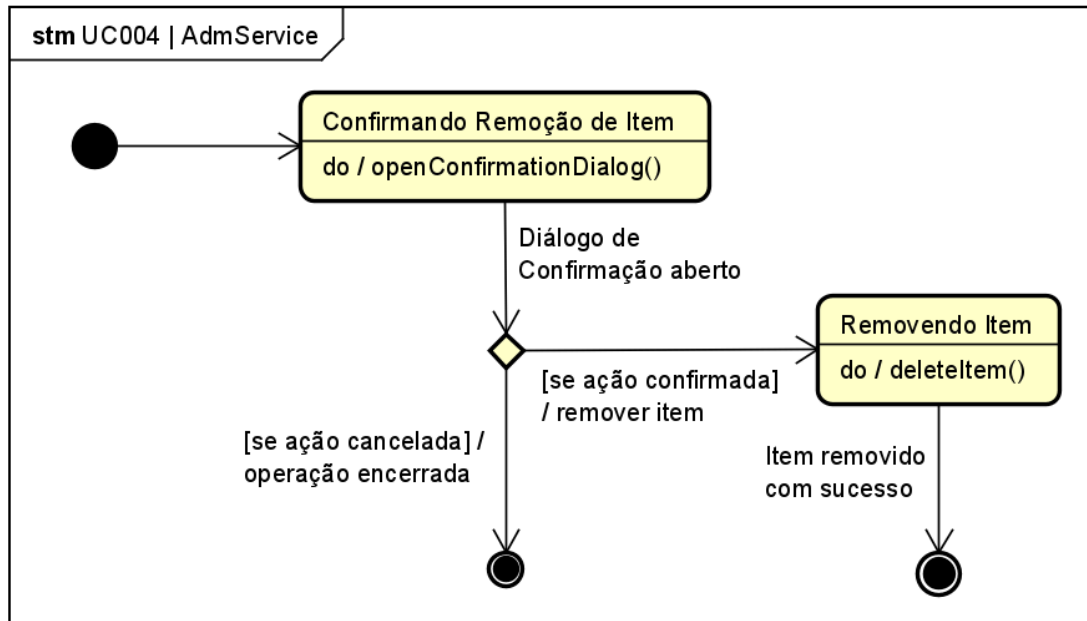 stm UC004 | AdmService
Confirmando Remoção de Item
do / openConfirmationDialog()
Diálogo de
Confirmação aberto
Removendo Item
do / deleteItem()
[se ação confirmada]
/ remover item
[se ação cancelada] /
operação encerrada
Item removido
com sucesso